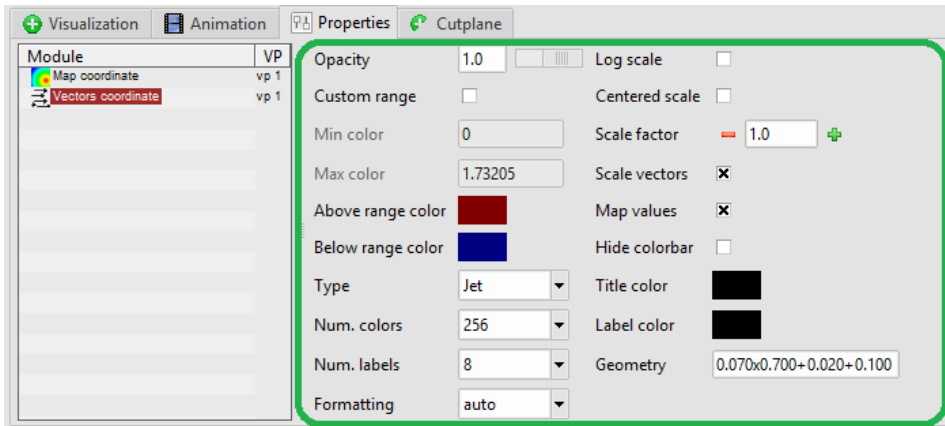 Visualization Animation Properties Cutplane
Module VP
Map coordinate vp 1
Vectors coordinate vp 1
Opacity 1.0 Log scale
Custom range Centered scale
Min color 0 Scale factor 1.0
Max color 1.73205 Scale vectors
Above range color Map values
Below range color Hide colorbar
Type Jet Title color
Num. colors 256 Label color
Num. labels 8 Geometry 0.070x0.700+0.020+0.100
Formatting auto